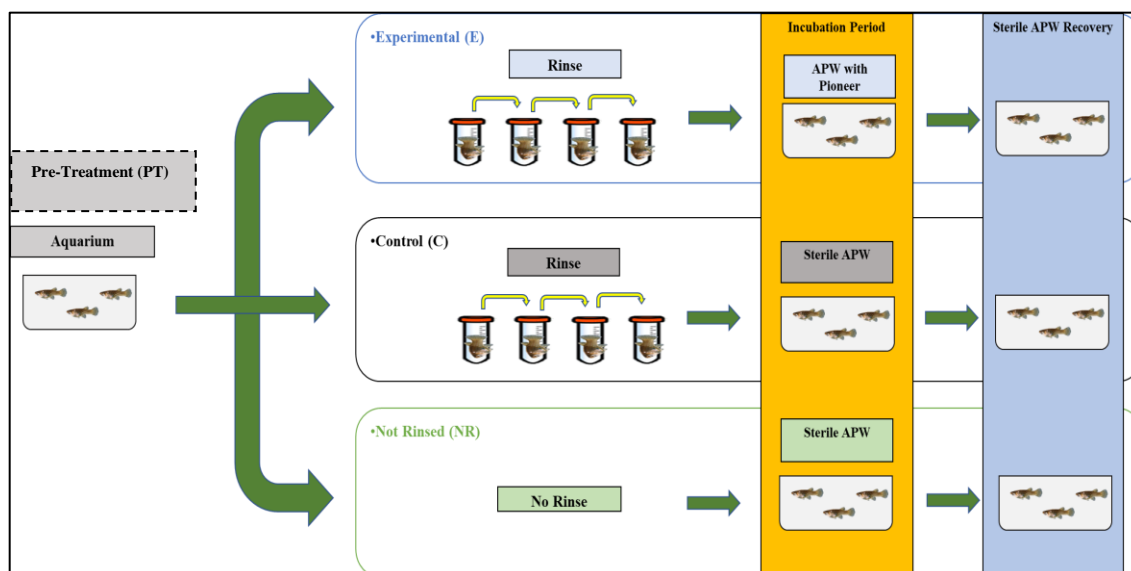 Pre-Treatment (PT)
Aquarium
•Experimental (E)
Rinse
•Control (C)
Rinse
•Not Rinsed (NR)
No Rinse
Incubation Period
APW with
Pioneer
Sterile APW
Sterile APW
Sterile APW Recovery